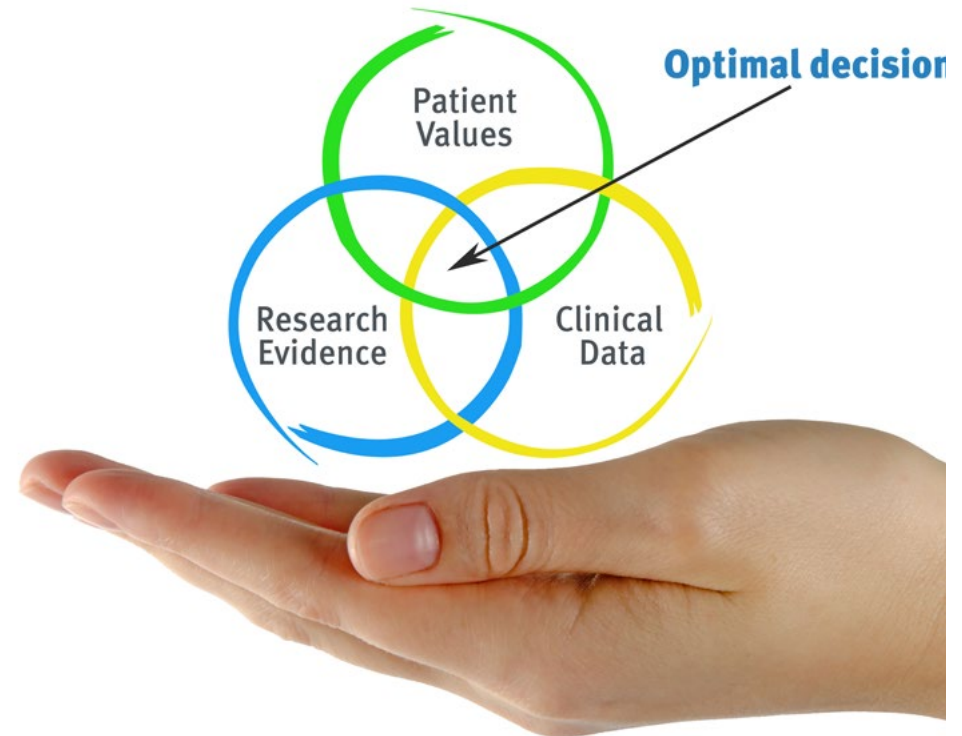 Optimal decision
Patient
Values
Research
Evidence
Clinical
Data